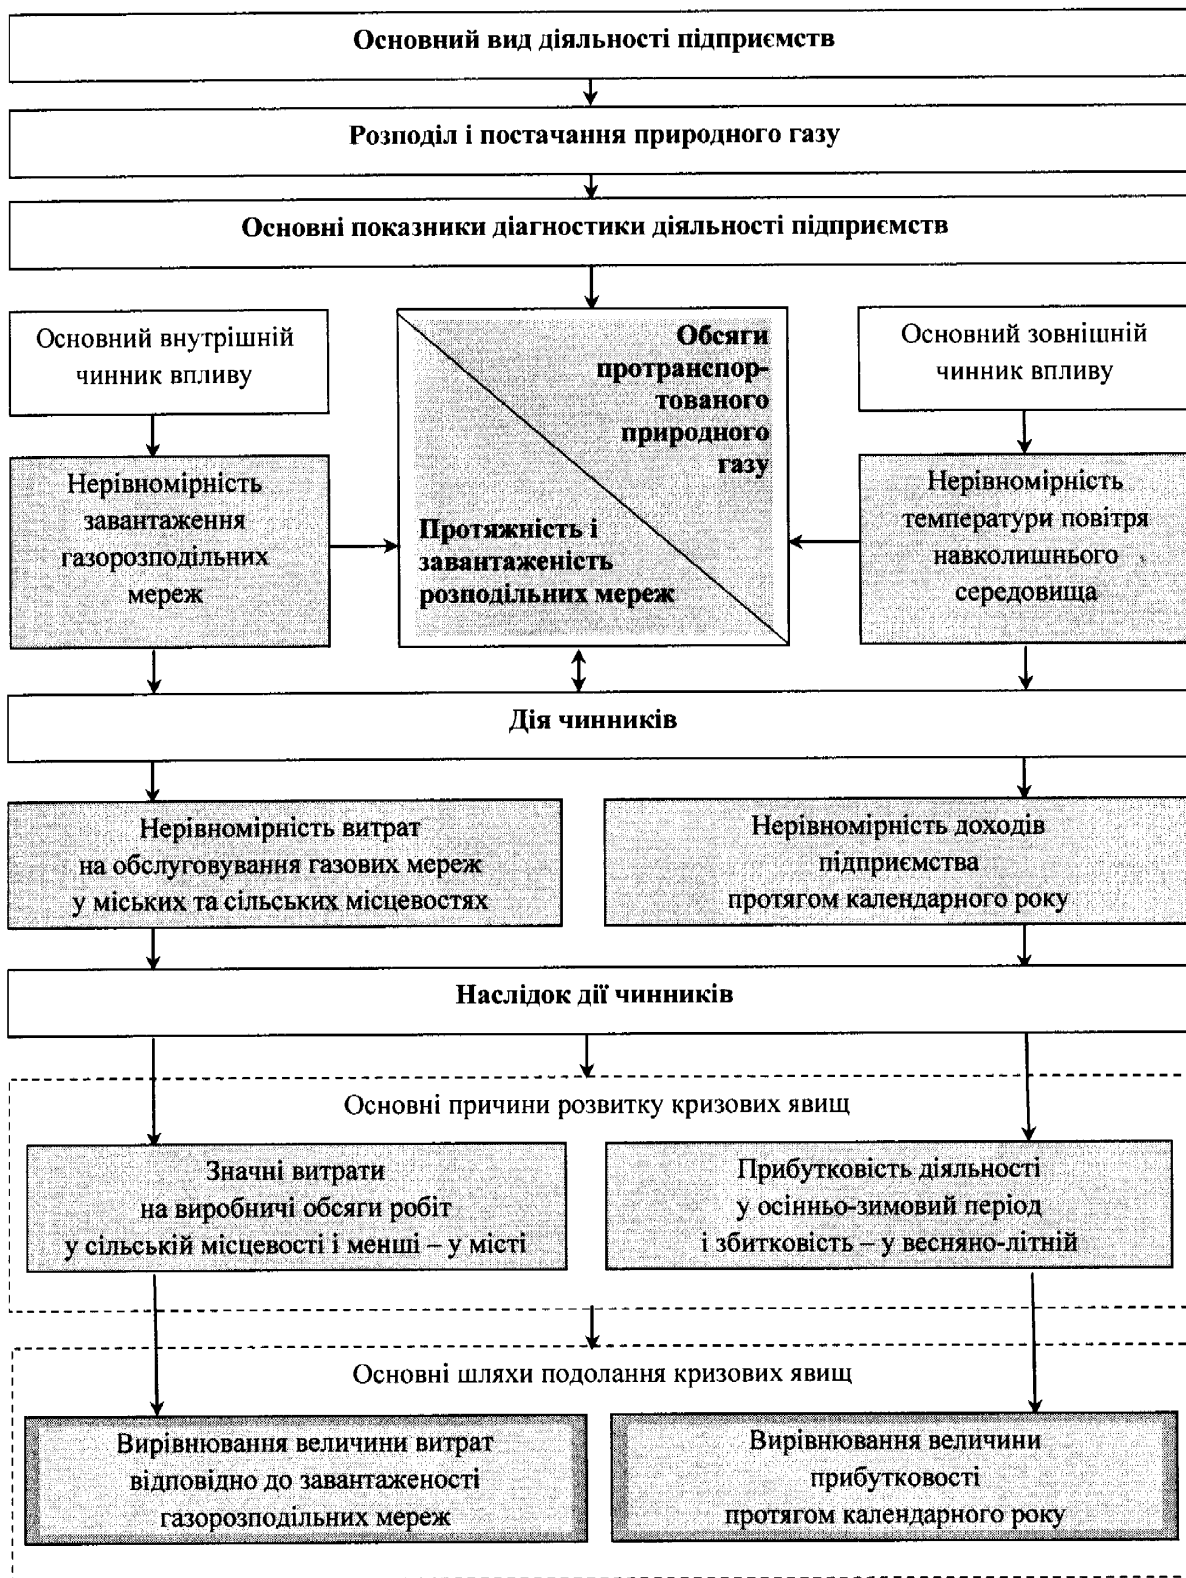 Основний вид діяльності підприємств
Розподіл і постачання природного газу
Основні показники діагностики діяльності підприємств
Основний внутрішній
чинник впливу
Обсяги
протранспор-
тованого
природного
газу
Основний зовнішній
чинник впливу
Нерівномірність
завантаження
газорозподільних
мереж
Протяжність і
завантаженість
розподільних мереж
Нерівномірність
температури повітря
навколишнього
середовища
Дія чинників
Нерівномірність витрат
на обслуговування газових мереж
у міських та сільських місцевостях
Нерівномірність доходів
підприємства
протягом календарного року
Наслідок дії чинників
Основні причини розвитку кризових явищ
Значні витрати
на виробничі обсяги робіт
у сільській місцевості і менші – у місті
Прибутковість діяльності
у осінньо-зимовий період
і збитковість – у весняно-літній
Основні шляхи подолання кризових явищ
Вирівнювання величини витрат
відповідно до завантаженості
газорозподільних мереж
Вирівнювання величини
прибутковості
протягом календарного року